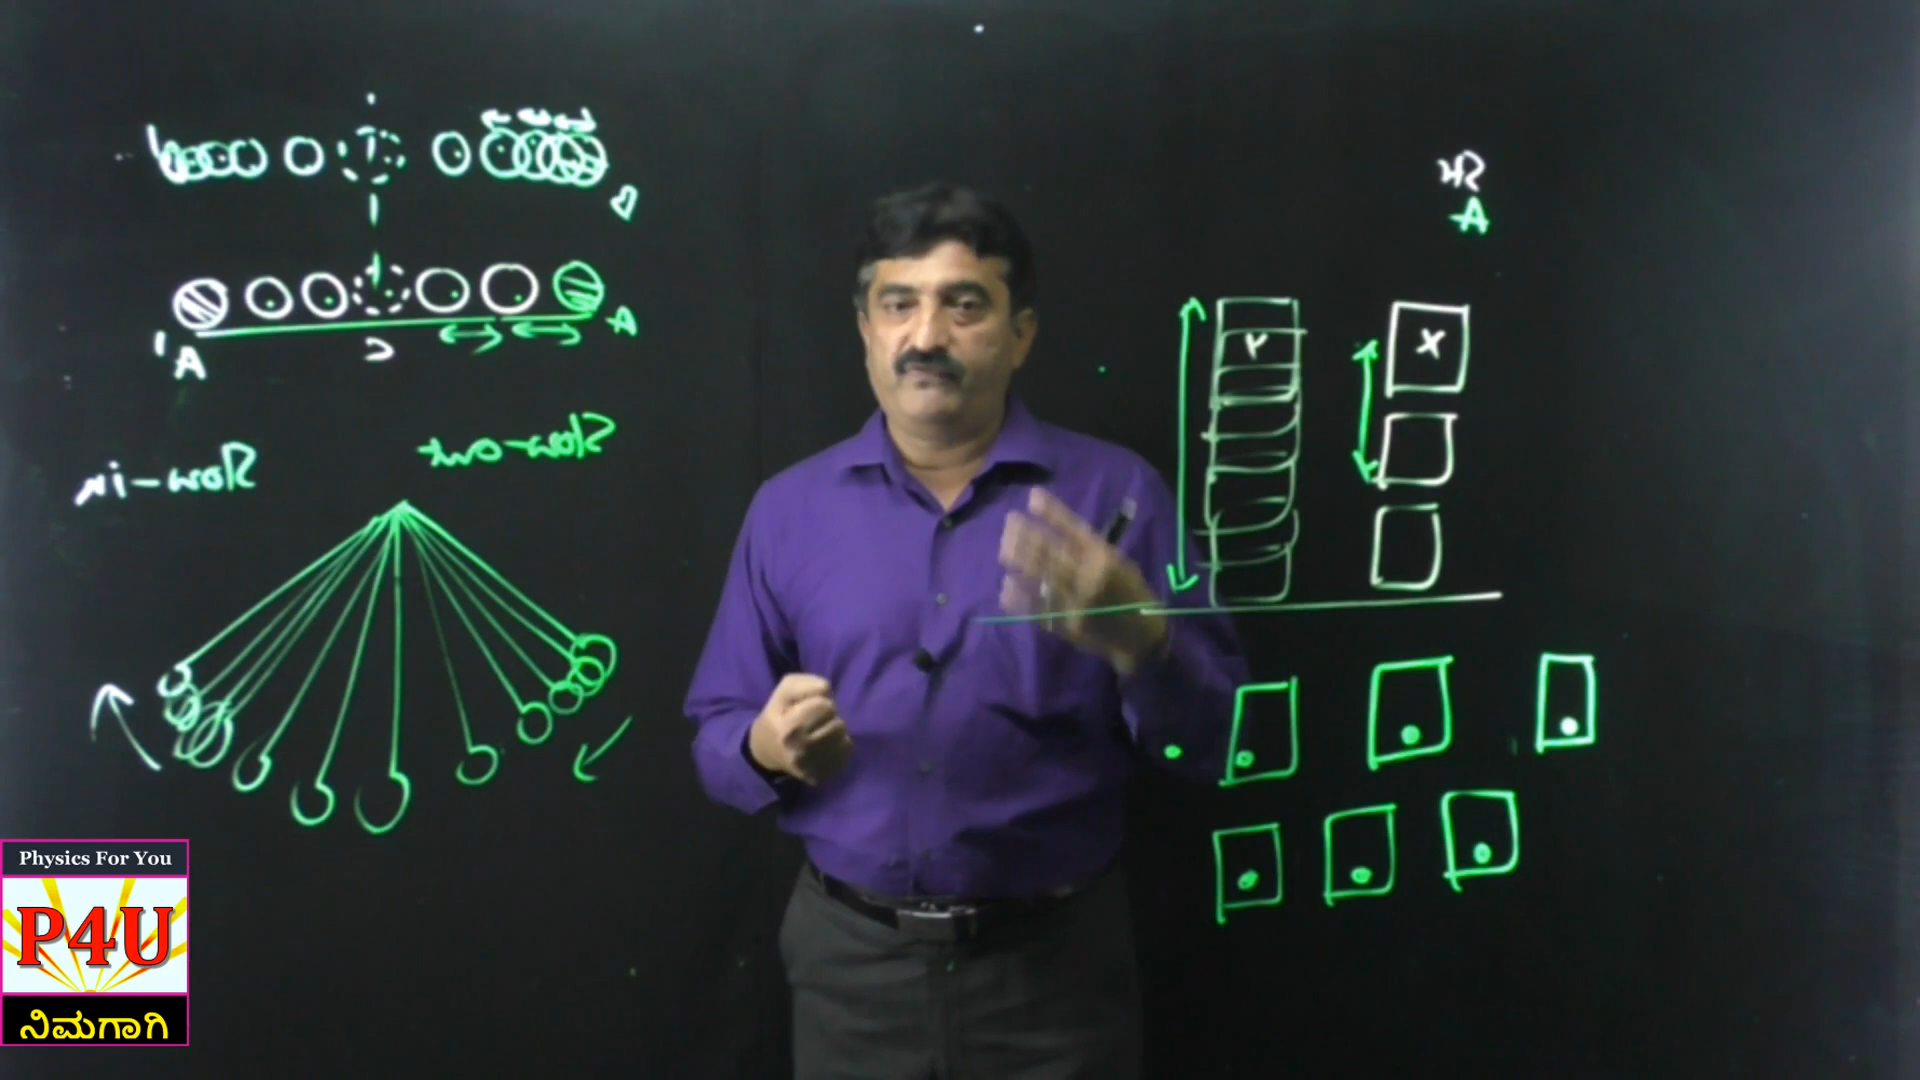 A
A'
Slow-in
Slow-out
A
Y
X
Physics For You
P4U
ನಿಮಗಾಗಿ